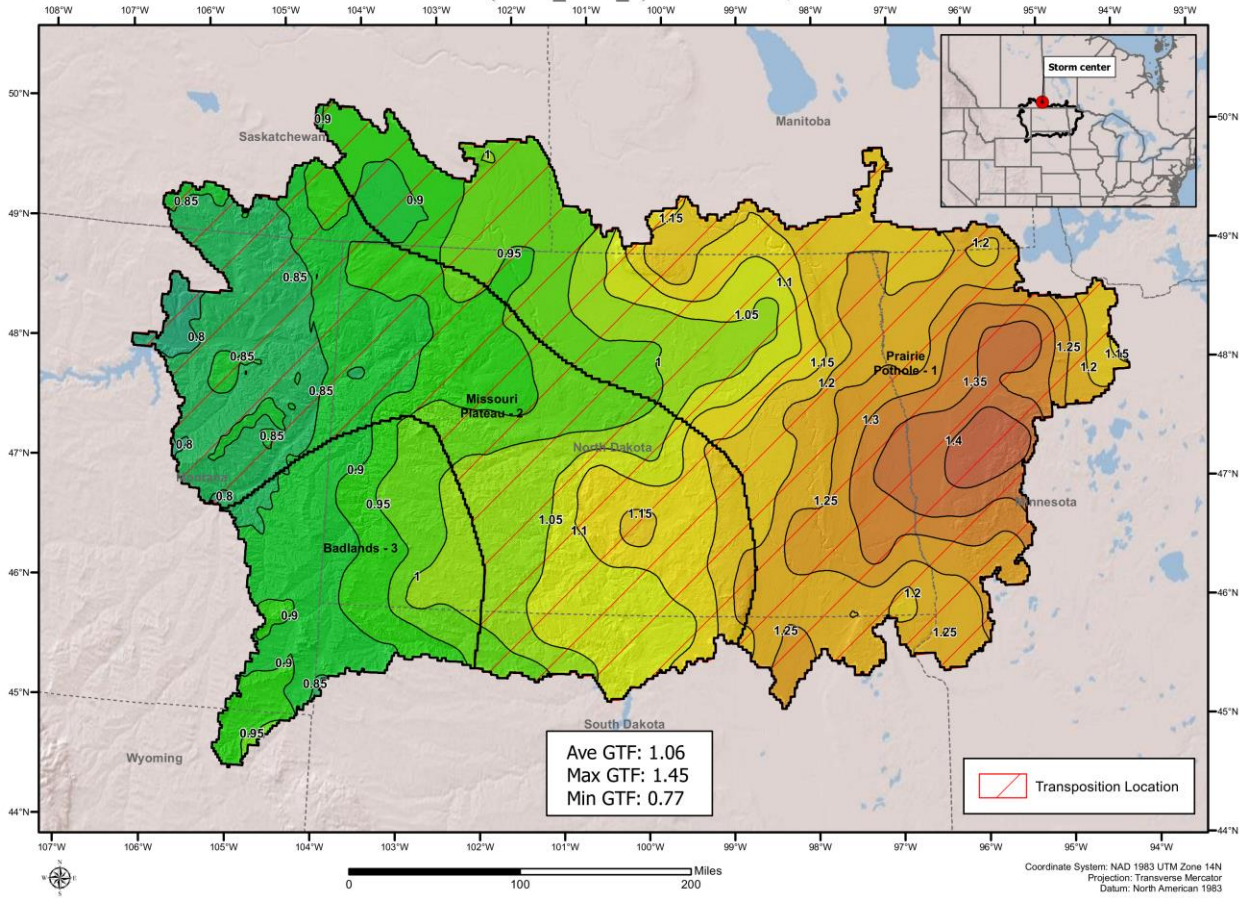 108°W 105°W 104°W 103°W 102°W 101°W 100°W 99°W 98°W 97°W 96°W 95°W 94°W 93°W
Storm center
50°N
50°N
0.9
Saskatchewan
Manitoba
1
0.85
0.9
49°N
49°N
1.15
1.2
0.85
0.95
1.1
1.05
48°N
0.8
48°N
0.85
1
1.15
Prairie
Pothole - 1
1.25
1.15
1.2
0.85
1.2
1.35
Missouri
Plateau - 2
1.3
0.85
0.8
North Dakota
1.4
47°N
47°N
0.9
Montana
0.8
0.95
1.05
1.15
1.25
Minnesota
1.1
Badlands - 3
46°N
46°N
1
1.2
0.9
1.25
1.25
0.9
0.85
45°N
45°N
0.95
South Dakota
Wyoming
Ave GTF: 1.06
Max GTF: 1.45
Min GTF: 0.77
Transposition Location
44°N
44°N
107°W 106°W 105°W 104°W 103°W 102°W 101°W 100°W 99°W 98°W 97°W 96°W 95°W 94°W
N
W E
S
Miles
0 100 200
Coordinate System: NAD 1983 UTM Zone 14N
Projection: Transverse Mercator
Datum: North American 1983